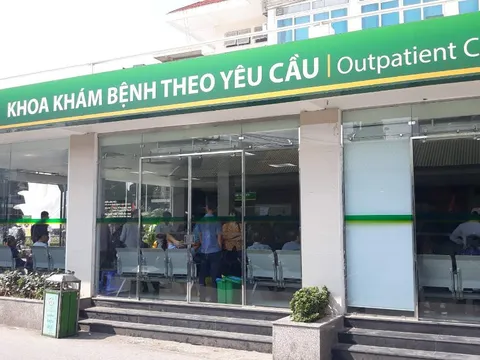 KHOA KHÁM BỆNH THEO YÊU CẦU | Outpatient C